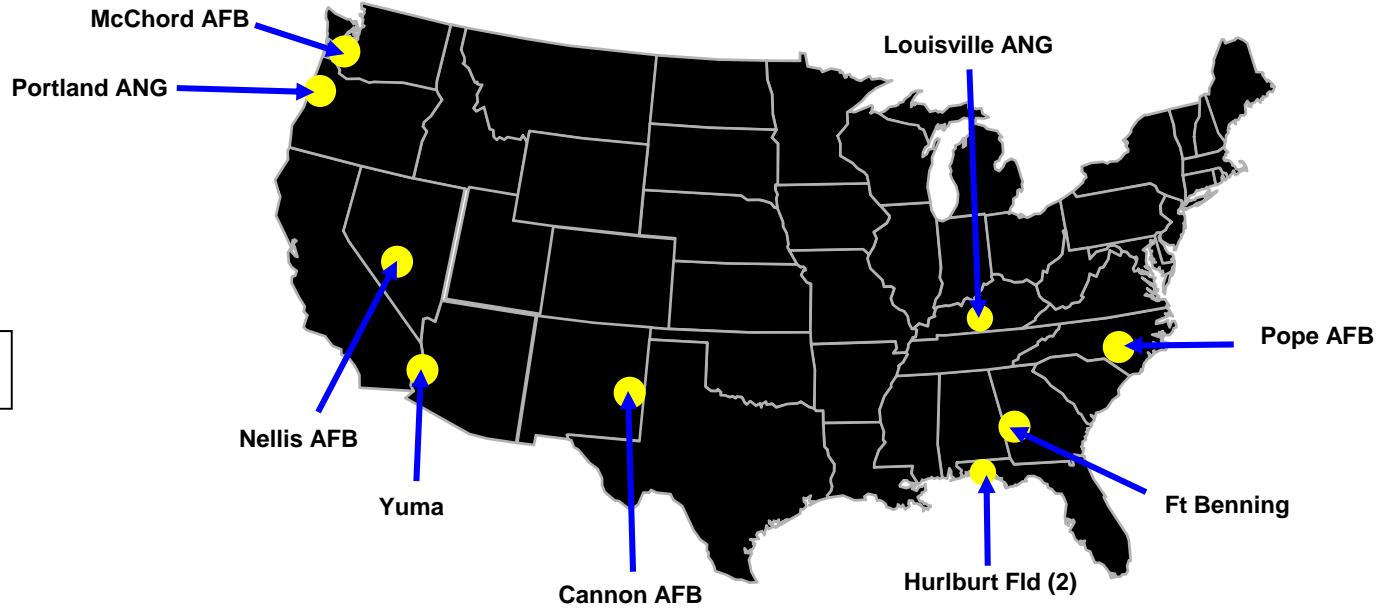 McChord AFB
Louisville ANG
Portland ANG
Pope AFB
Nellis AFB
Yuma
Ft Benning
Hurlburt Fld (2)
Cannon AFB